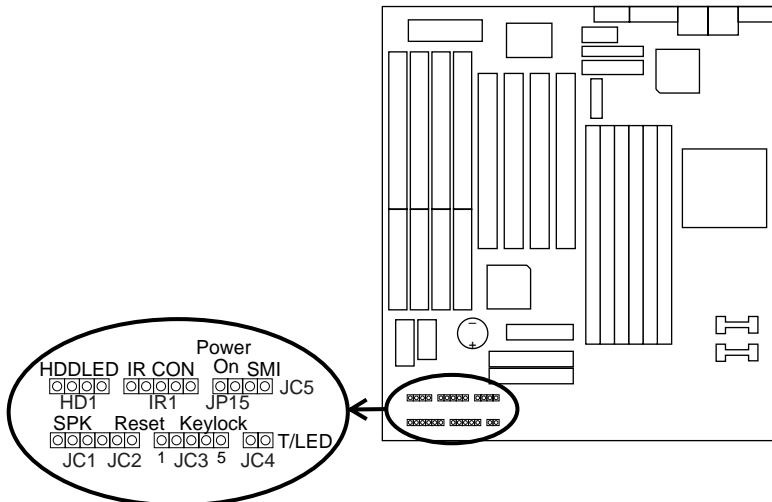 Power
HDDLED IR CON On SMI
JC5
HD1 IR1 JP15
SPK Reset Keylock
T/LED
JC1 JC2 1 JC3 5 JC4
− 
+